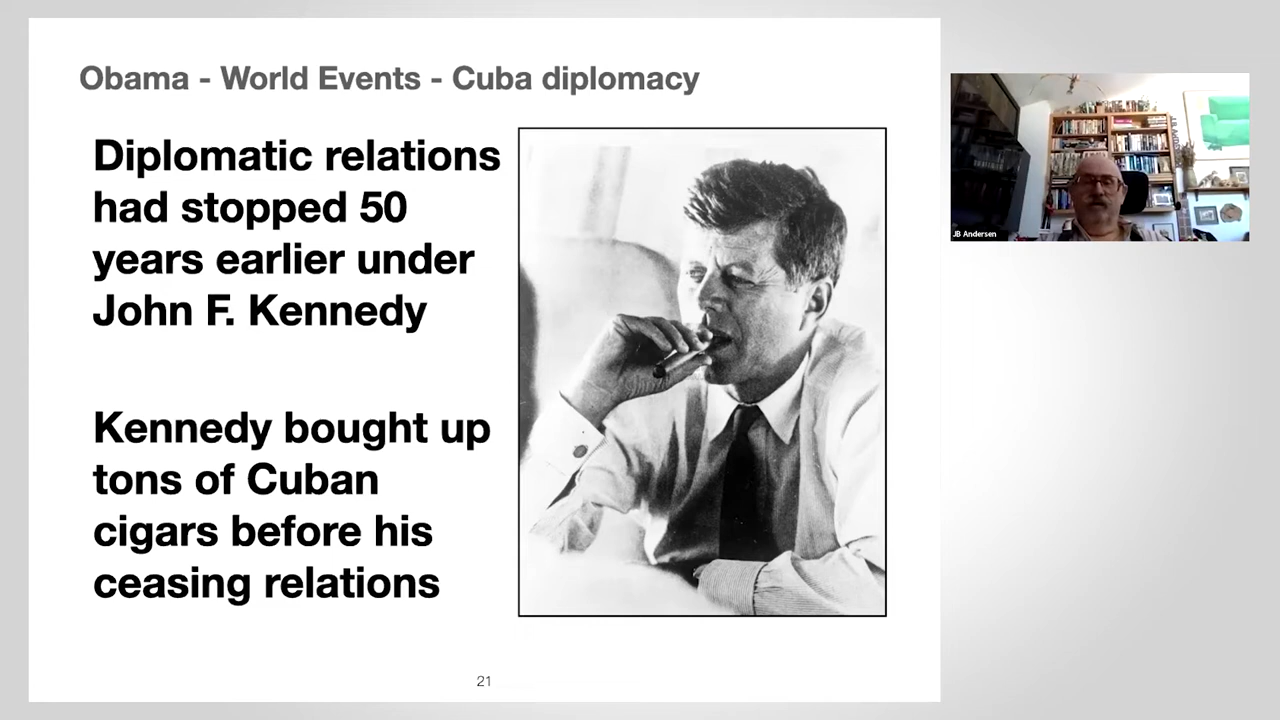 Obama - World Events - Cuba diplomacy
Diplomatic relations
had stopped 50
years earlier under
John F. Kennedy
Kennedy bought up
tons of Cuban
cigars before his
ceasing relations
21
JB Andersen